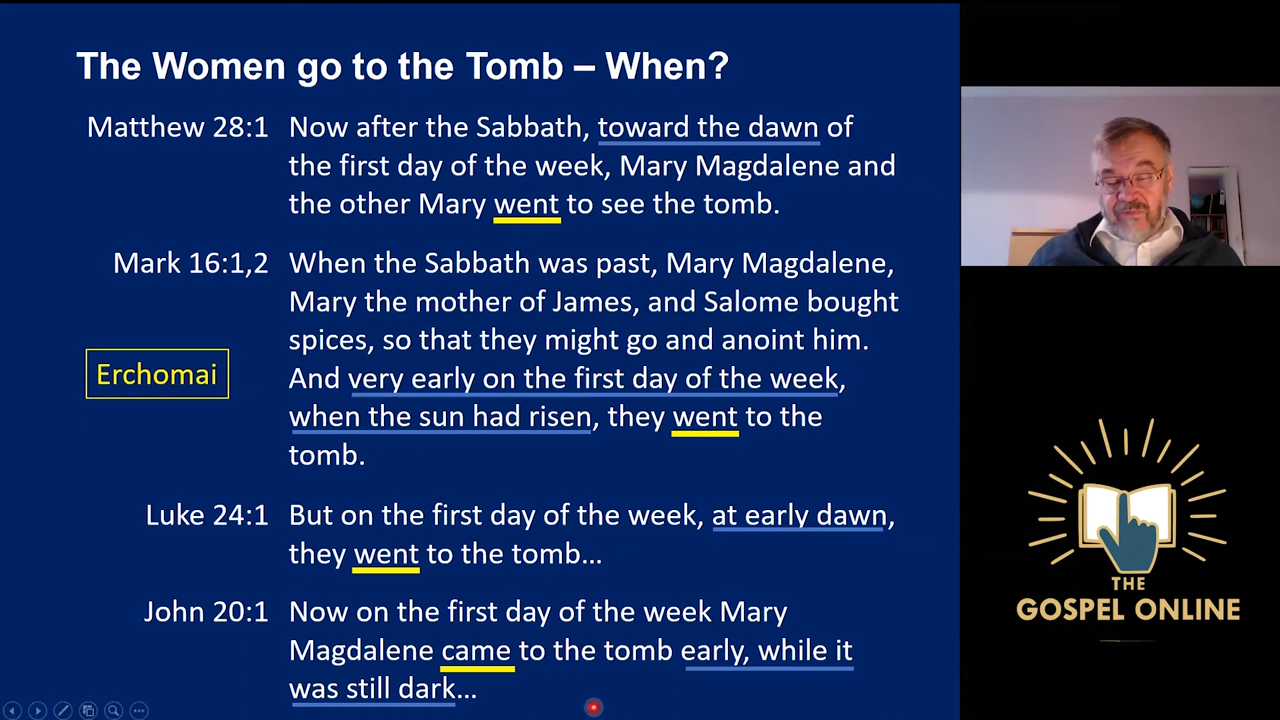 The Women go to the Tomb – When?
Matthew 28:1 Now after the Sabbath, toward the dawn of
the first day of the week, Mary Magdalene and
the other Mary went to see the tomb.
Mark 16:1,2 When the Sabbath was past, Mary Magdalene,
Mary the mother of James, and Salome bought
spices, so that they might go and anoint him.
Erchomai And very early on the first day of the week,
when the sun had risen, they went to the
tomb.
Luke 24:1 But on the first day of the week, at early dawn,
they went to the tomb…
John 20:1 Now on the first day of the week Mary
Magdalene came to the tomb early, while it
was still dark…
THE
GOSPEL ONLINE